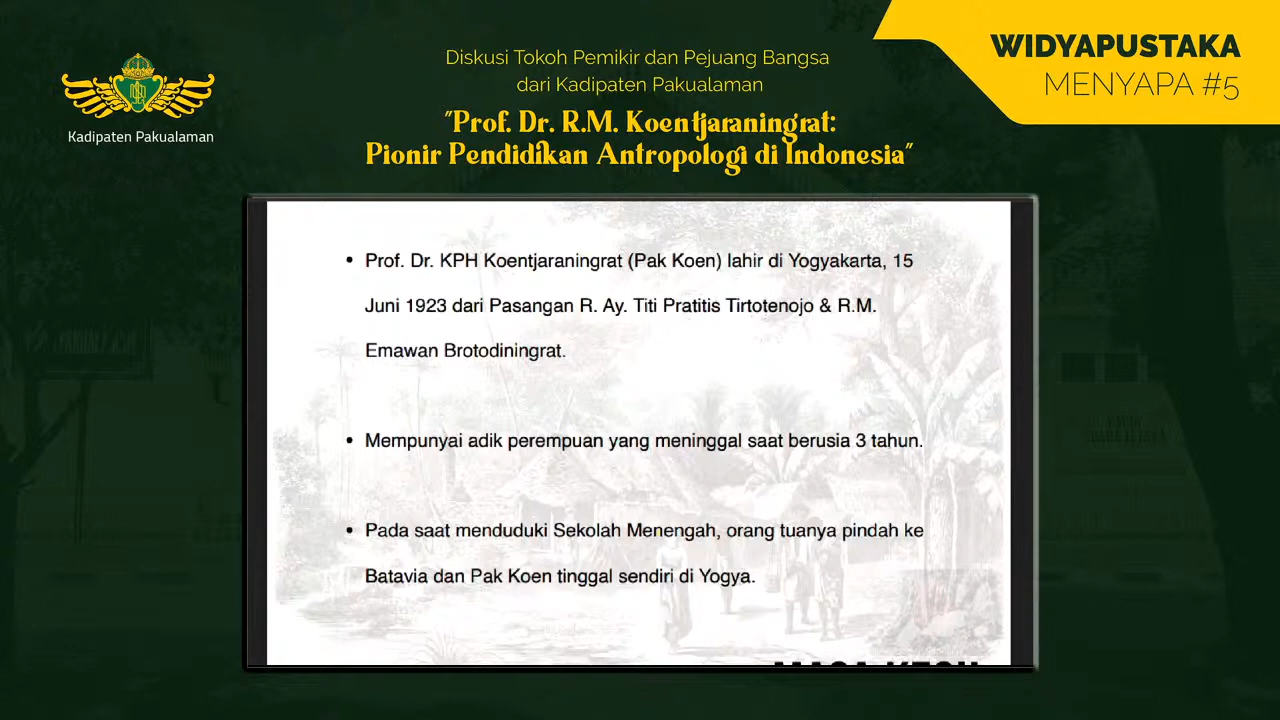 Kadipaten Pakualaman
Diskusi Tokoh Pemikir dan Pejuang Bangsa
dari Kadipaten Pakualaman
"Prof. Dr. R.M. Koentjaraningrat:
Pionir Pendidikan Antropologi di Indonesia"
WIDYAPUSTAKA
MENYAPA #5
• Prof. Dr. KPH Koentjaraningrat (Pak Koen) lahir di Yogyakarta, 15
Juni 1923 dari Pasangan R. Ay. Titi Pratitis Tirtotenojo & R.M.
Emawan Brotodiningrat.
• Mempunyai adik perempuan yang meninggal saat berusia 3 tahun.
• Pada saat menduduki Sekolah Menengah, orang tuanya pindah ke
Batavia dan Pak Koen tinggal sendiri di Yogya.